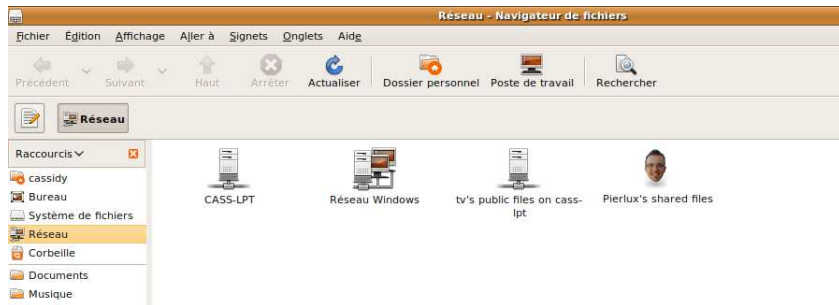 Réseau - Navigateur de fichiers
Fichier Édition Affichage Aller à Signets Onglets Aide
Précédent Suivant Haut Arrêter Actualiser Dossier personnel Poste de travail Rechercher
Réseau
Raccourcis
cassidy
Bureau
Système de fichiers
Réseau
Corbeille
Documents
Musique
CASS-LPT
Réseau Windows
tv's public files on cass-
lpt
Pierlux's shared files